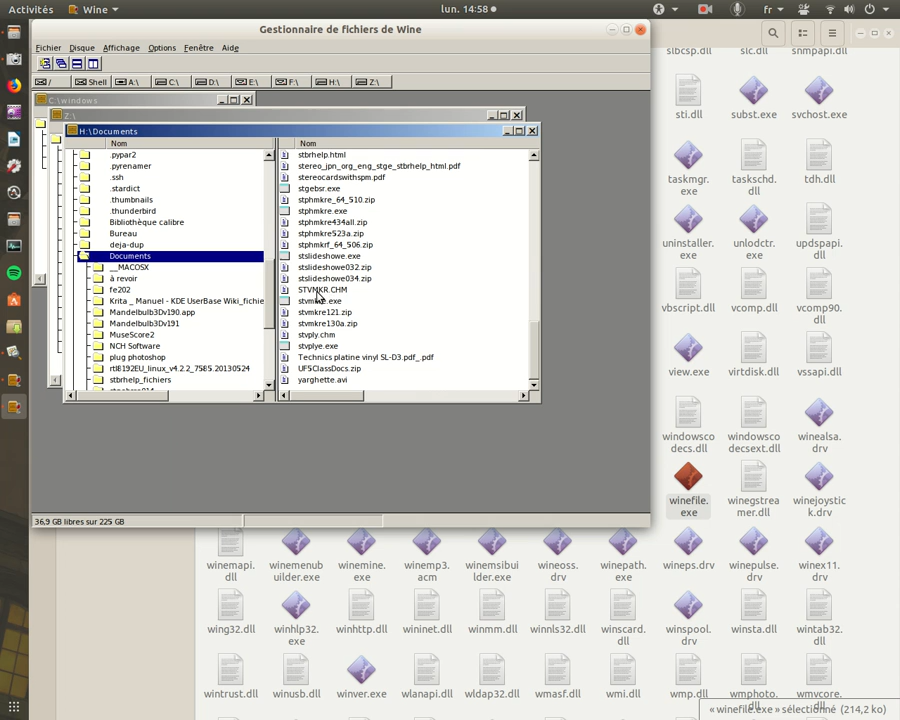 Activités
Wine
lun. 14:58
fr
Gestionnaire de fichiers de Wine
Fichier Disque Affichage Options Fenêtre Aide
/ Shell A:\ C:\ D:\ E:\ F:\ H:\ Z:\
C:\windows
Z:\
H:\Documents
Nom
.pypar2
.pyrenamer
.ssh
.stardict
.thumbnails
.thunderbird
Bibliothèque calibre
Bureau
deja-dup
Documents
__MACOSX
à revoir
fe202
Krita _ Manuel - KDE UserBase Wiki_fichie
Mandelbulb3Dv190.app
Mandelbulb3Dv191
MuseScore2
NCH Software
plug photoshop
rtl8192EU_linux_v4.2.2_7585.20130524
stbrhelp_fichiers
Nom
stbrhelp.html
stereo_jpn_org_eng_stge_stbrhelp_html.pdf
stereocardswithspm.pdf
stgebsr.exe
stphmkre_64_510.zip
stphmkre.exe
stphmkre434all.zip
stphmkre523a.zip
stphmkrf_64_506.zip
stslideshowe.exe
stslideshowe032.zip
stslideshowe034.zip
STVMKR.CHM
stvmkre121.zip
stvmkre130a.zip
stvply.chm
stvplye.exe
Technics platine vinyl SL-D3.pdf_.pdf
UFSClassDocs.zip
yarghette.avi
36,9 GB libres sur 225 GB
slbcsp.dll slc.dll snmpapi.dll
sti.dll subst.exe svchost.exe
taskmgr.exe taskschd.dll tdh.dll
uninstaller.exe unlodctr.exe updspapi.dll
vbscript.dll vcomp.dll vcomp90.dll
view.exe virtdisk.dll vssapi.dll
windowscodecs.dll windowscodecsext.dll winealsa.drv
winefile.exe winegstreamer.dll winejoystick.drv
winemapi.dll winemenubuilder.exe winemine.exe winemp3.acm winemsibuilder.exe wineoss.drv winepath.exe wineps.drv winepulse.drv winex11.drv
wing32.dll winhlp32.exe winhttp.dll wininet.dll winmm.dll winnls32.dll winscard.dll winspool.drv winsta.dll wintab32.dll
wintrust.dll winusb.dll winver.exe wlanapi.dll wldap32.dll wmasf.dll wmi.dll wmp.dll wmphoto.dll wmvcore.dll
« winefile.exe » sélectionné (214,2 ko)